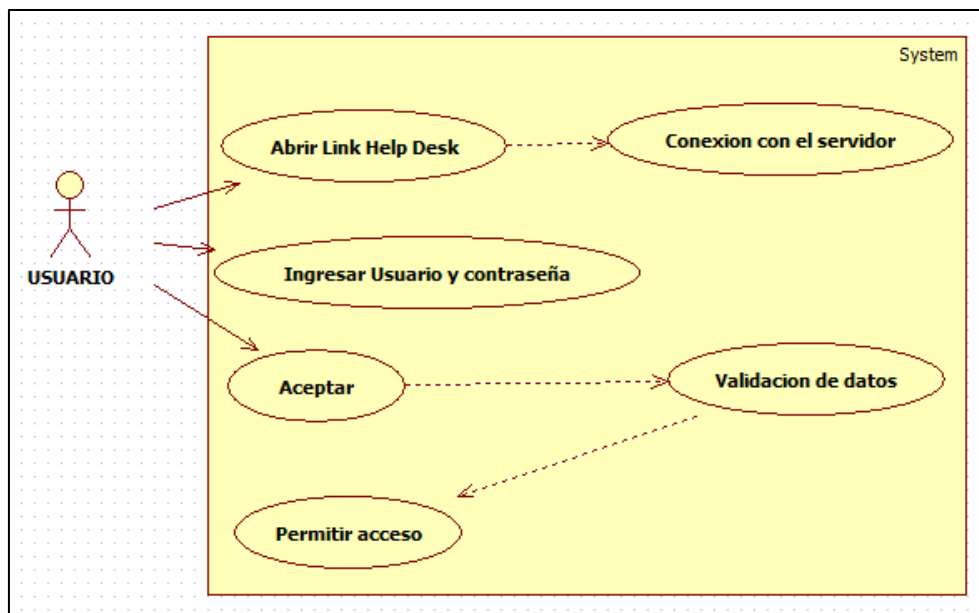 System
Abrir Link Help Desk
Conexion con el servidor
USUARIO
Ingresar Usuario y contraseña
Aceptar
Validacion de datos
Permitir acceso